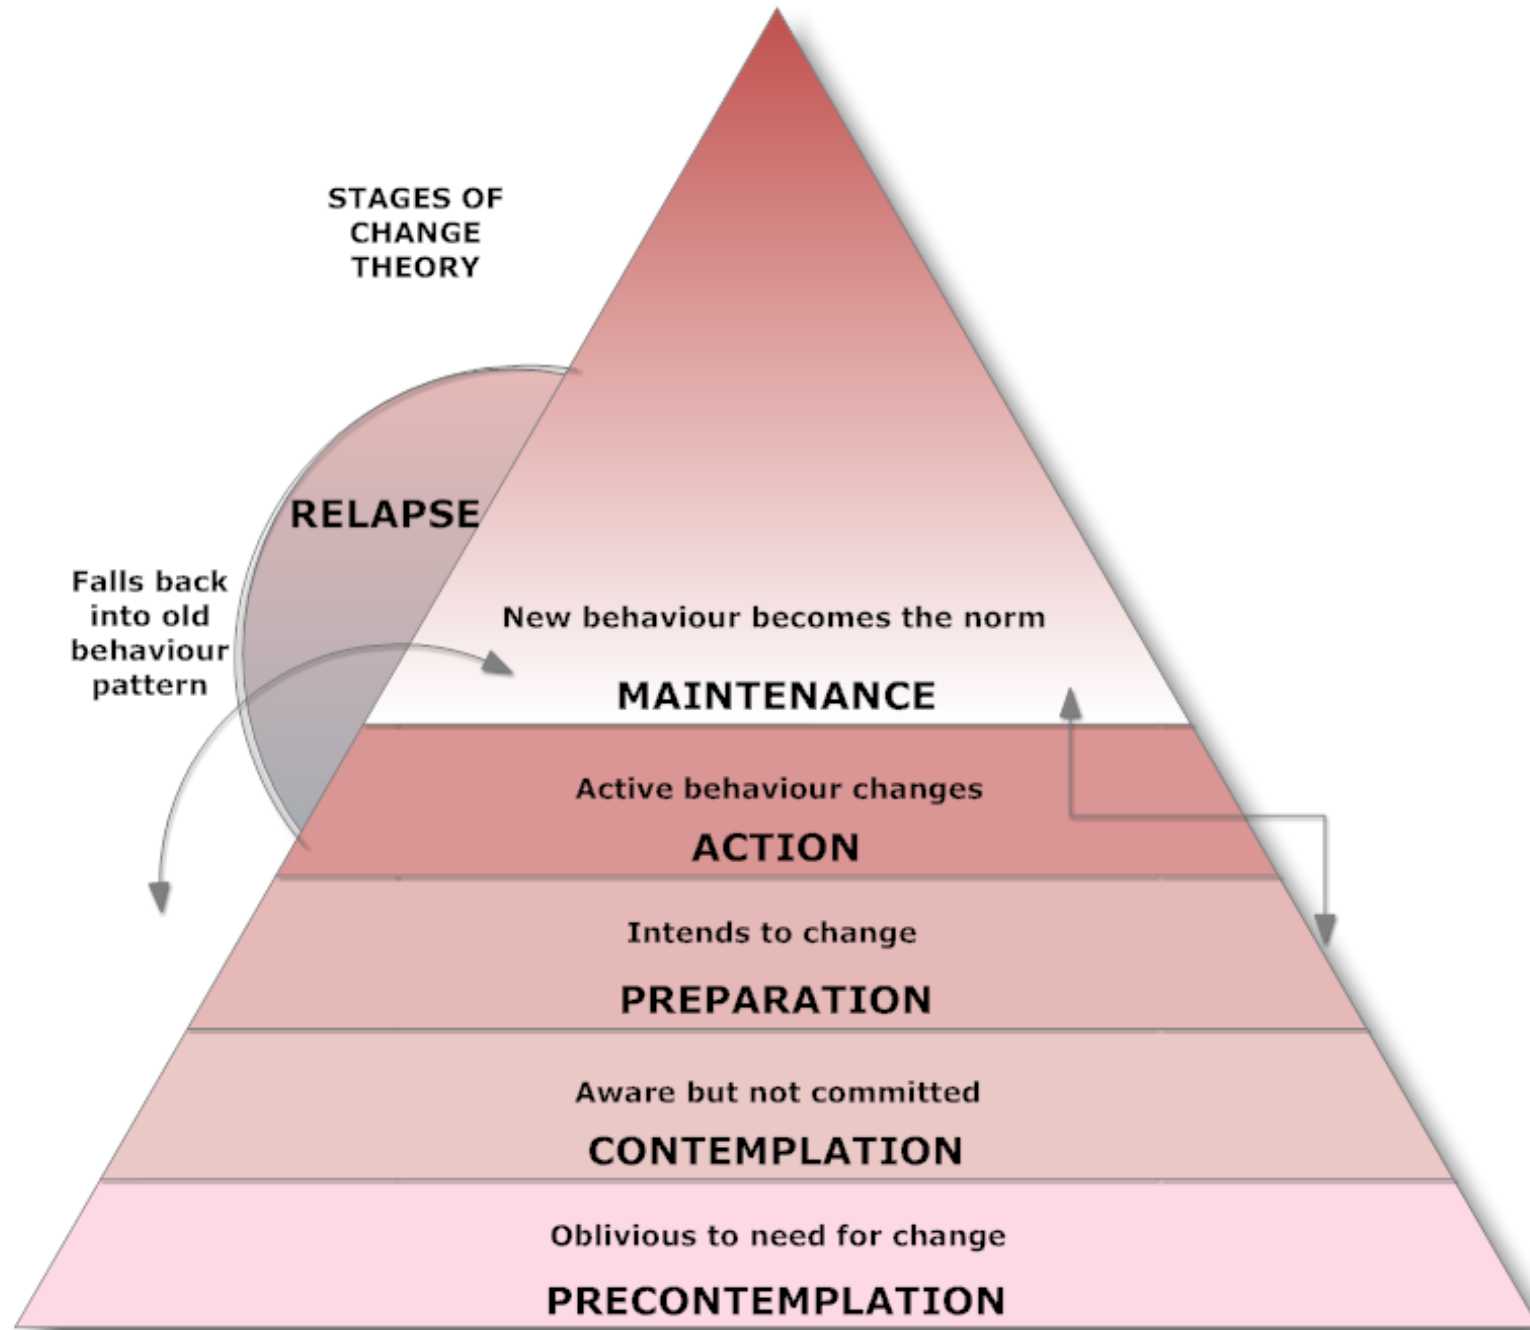 STAGES OF
CHANGE
THEORY
RELAPSE
Falls back
into old
behaviour
pattern
New behaviour becomes the norm
MAINTENANCE
Active behaviour changes
ACTION
Intends to change
PREPARATION
Aware but not committed
CONTEMPLATION
Oblivious to need for change
PRECONTEMPLATION